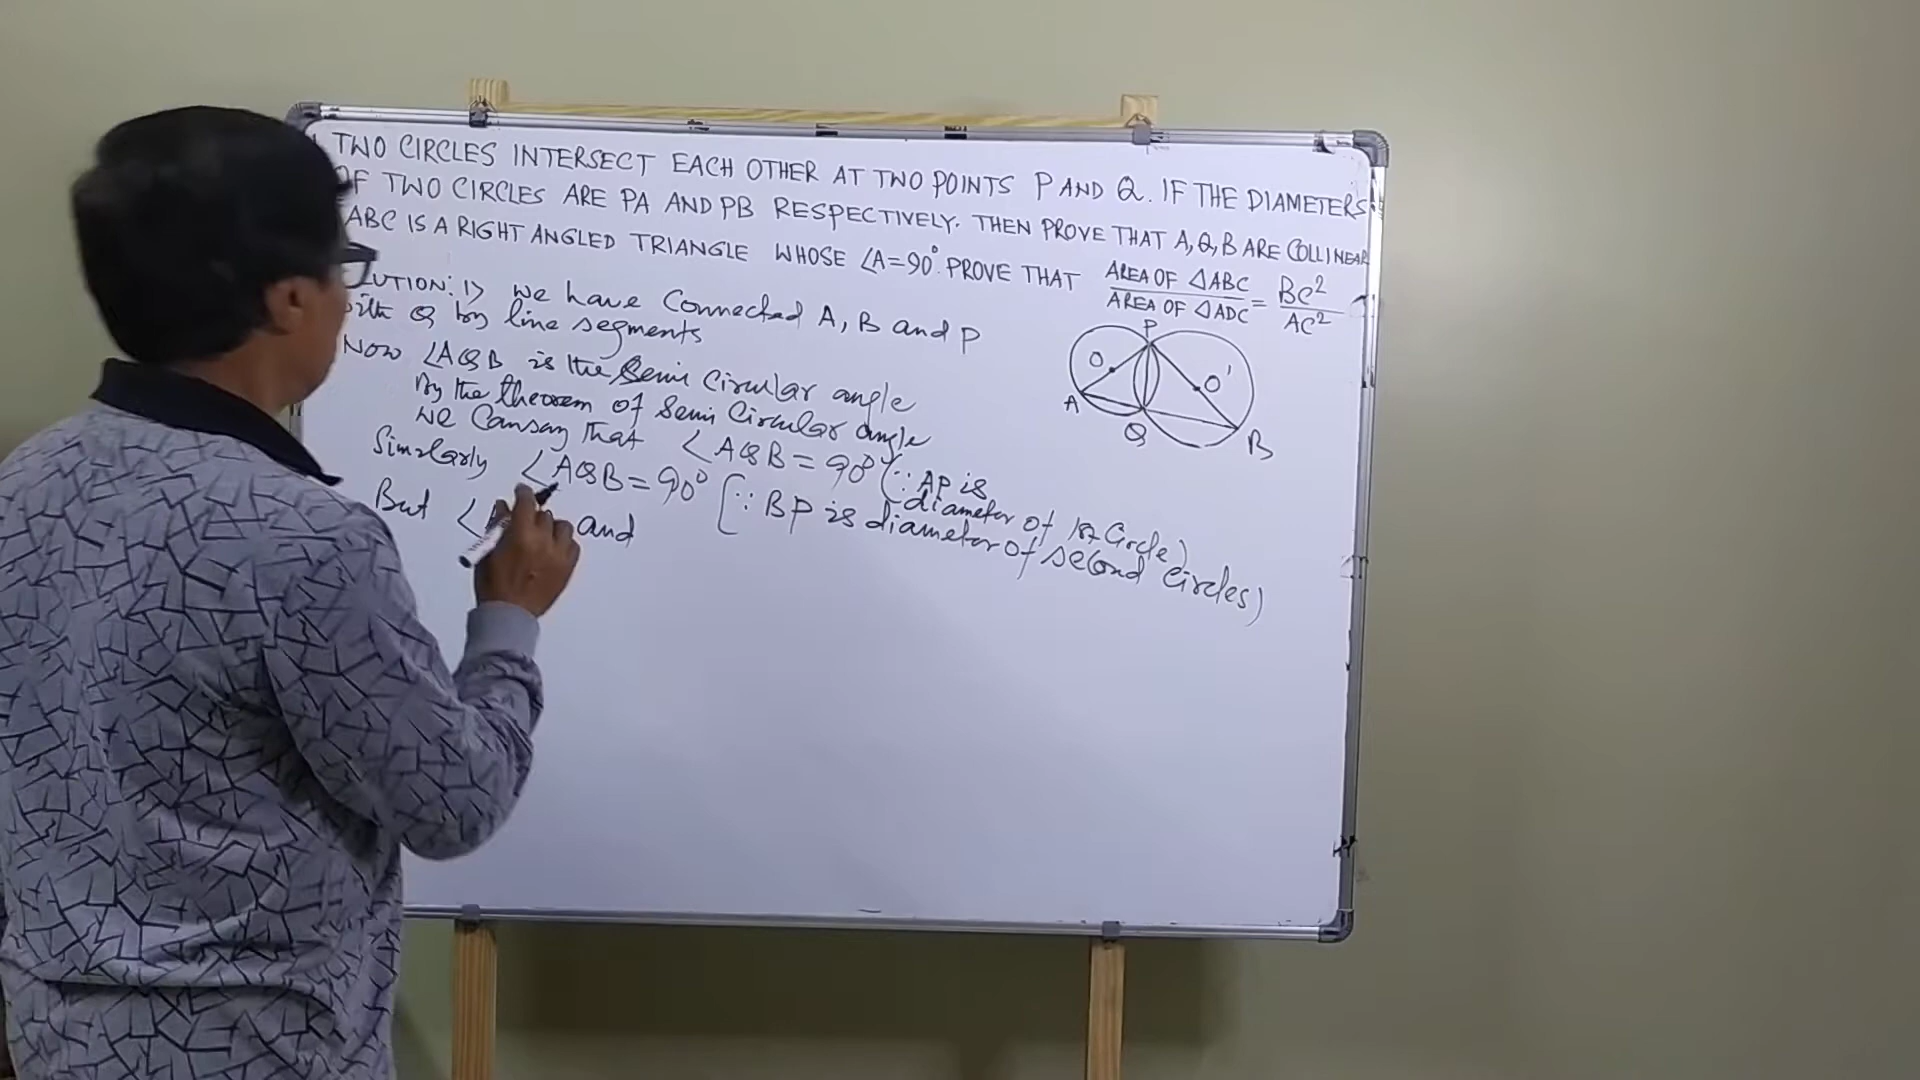 TWO CIRCLES INTERSECT EACH OTHER AT TWO POINTS P AND Q. IF THE DIAMETERS
OF TWO CIRCLES ARE PA AND PB RESPECTIVELY. THEN PROVE THAT A, Q, B ARE COLLINEAR
ABC IS A RIGHT ANGLED TRIANGLE WHOSE ∠A=90°. PROVE THAT AREA OF △ABC / AREA OF △ADC = BC² / AC²
LUTION: 1> We have Connected A, B and P
with Q by line segments
Now ∠AQB is the Semi Circular angle
By the theorem of Semi Circular angle
we Can say that ∠AQB = 90° (∵ AP is
diameter of 1st Circle)
Similarly ∠AQB = 90° [∵ BP is diameter of second circles)
But ∠ and
P
O
O'
A
Q
B